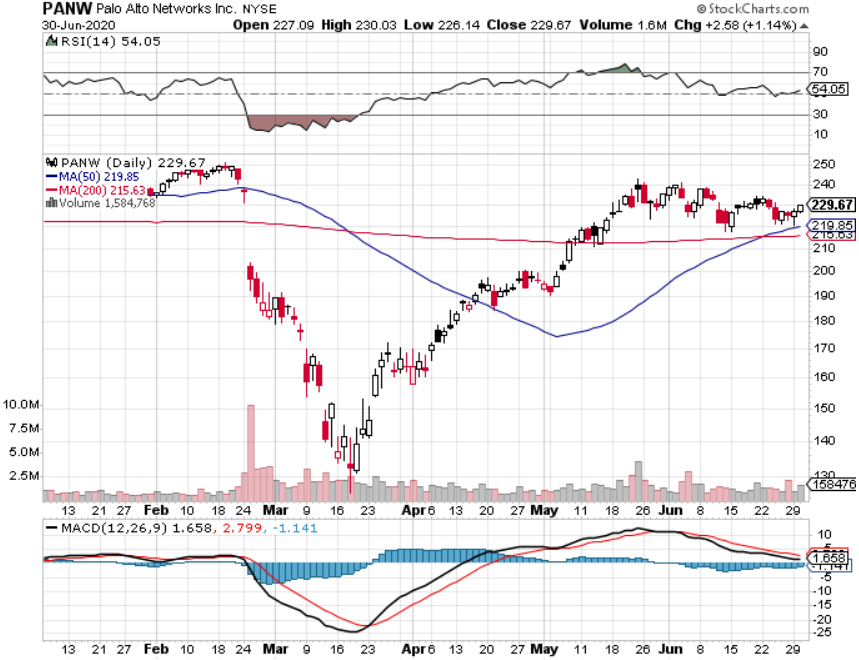 PANW Palo Alto Networks Inc. NYSE © StockCharts.com
30-Jun-2020 Open 227.09 High 230.03 Low 226.14 Close 229.67 Volume 1.6M Chg +2.58 (+1.14%)
RSI(14) 54.05
90
70
54.05
30
10
PANW (Daily) 229.67
MA(50) 219.85
MA(200) 215.63
Volume 1,584,768
250
240
229.67
219.85
215.63
210
200
190
180
170
160
10.0M 150
7.5M
140
5.0M
2.5M 130
158476
13 21 27 Feb 10 18 24 Mar 9 16 23 Apr 6 13 20 27 May 11 18 26 Jun 8 15 22 29
MACD(12,26,9) 1.658, 2.799, -1.141
10
1.658
-1.141
-5
-10
-15
-20
-25
13 21 27 Feb 10 18 24 Mar 9 16 23 Apr 6 13 20 27 May 11 18 26 Jun 8 15 22 29